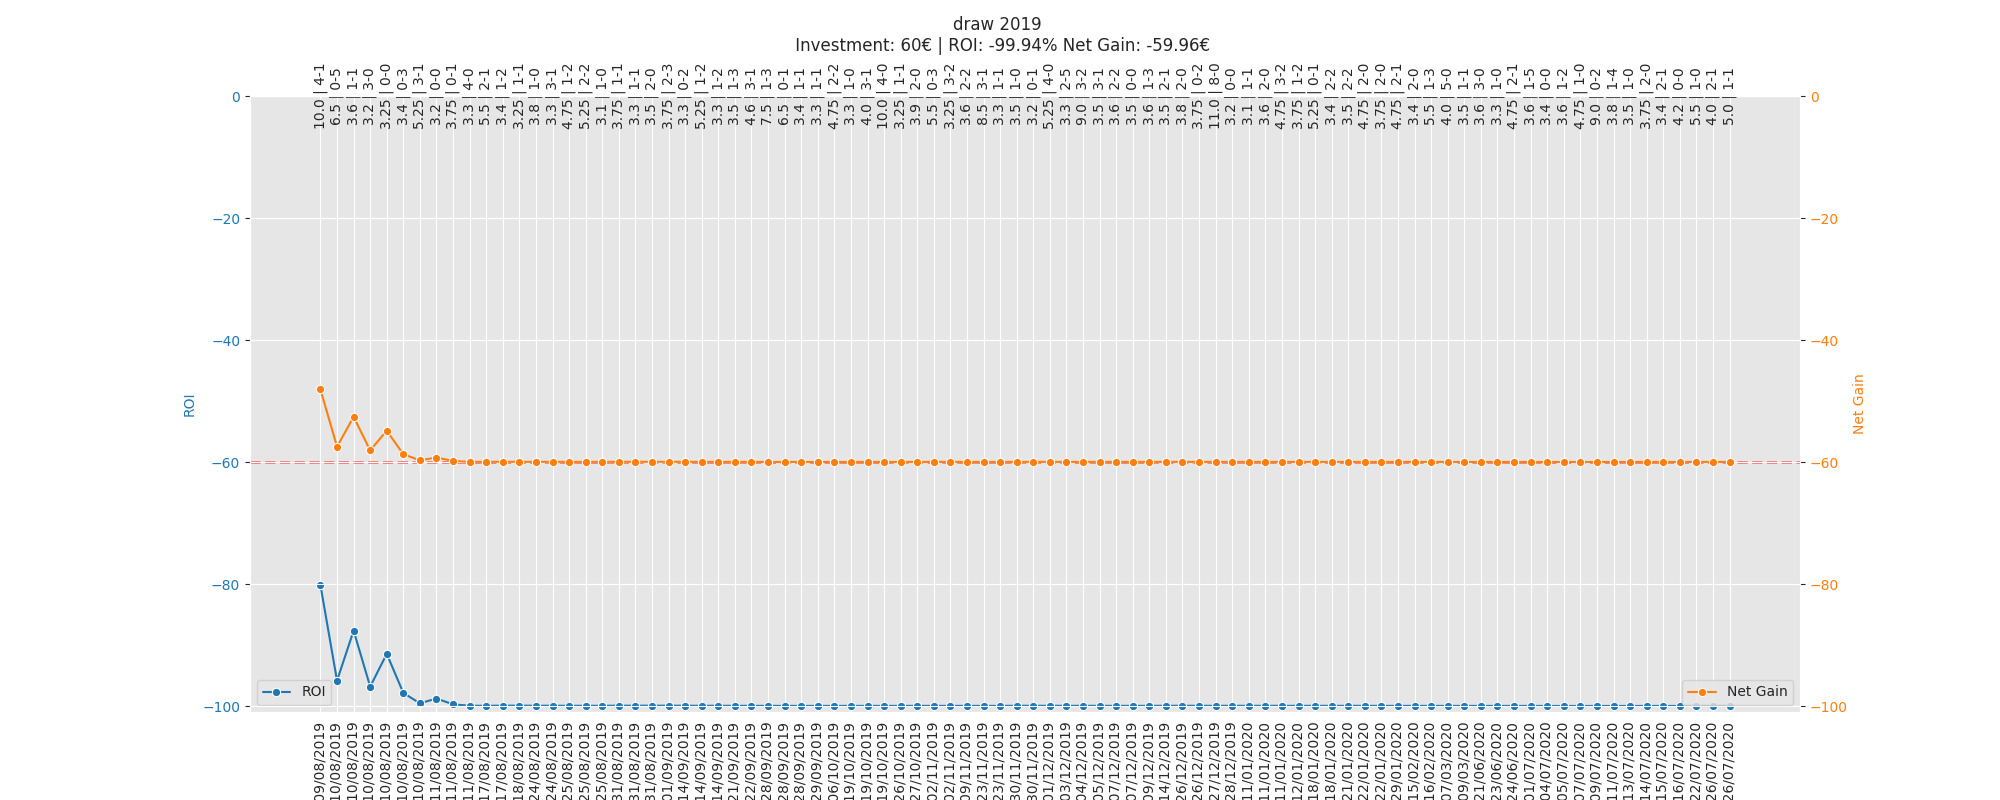 draw 2019
Investment: 60€ | ROI: -99.94% Net Gain: -59.96€
10.0 | 4-1
6.5 | 0-5
3.6 | 1-1
3.2 | 3-0
3.25 | 0-0
3.4 | 0-3
5.25 | 3-1
3.2 | 0-0
3.75 | 0-1
3.3 | 4-0
5.5 | 2-1
3.4 | 1-2
3.25 | 1-1
3.8 | 1-0
3.3 | 3-1
4.75 | 1-2
5.25 | 2-2
3.1 | 1-0
3.75 | 1-1
3.3 | 1-1
3.5 | 2-0
3.75 | 2-3
3.3 | 0-2
5.25 | 1-2
3.3 | 1-2
3.5 | 1-3
4.6 | 3-1
7.5 | 1-3
6.5 | 0-1
3.4 | 1-1
3.3 | 1-1
4.75 | 2-2
3.3 | 1-0
4.0 | 3-1
10.0 | 4-0
3.25 | 1-1
3.9 | 2-0
5.5 | 0-3
3.25 | 3-2
3.6 | 2-2
8.5 | 3-1
3.3 | 1-1
3.5 | 1-0
3.2 | 0-1
5.25 | 4-0
3.3 | 2-5
9.0 | 3-2
3.5 | 3-1
3.6 | 2-2
3.5 | 0-0
3.6 | 1-3
3.5 | 2-1
3.8 | 2-0
3.75 | 0-2
11.0 | 8-0
3.2 | 0-0
3.1 | 1-1
3.6 | 2-0
4.75 | 3-2
3.75 | 1-2
5.25 | 0-1
3.4 | 2-2
3.5 | 2-2
4.75 | 2-0
3.75 | 2-0
4.75 | 2-1
3.4 | 2-0
5.5 | 1-3
4.0 | 5-0
3.5 | 1-1
3.6 | 3-0
3.3 | 1-0
4.75 | 2-1
3.6 | 1-5
3.4 | 0-0
3.6 | 1-2
4.75 | 1-0
9.0 | 0-2
3.8 | 1-4
3.5 | 1-0
3.75 | 2-0
3.4 | 2-1
4.2 | 0-0
5.5 | 1-0
4.0 | 2-1
5.0 | 1-1
0
−20
−40
−60
−80
−100
ROI
0
−20
−40
−60
−80
−100
Net Gain
ROI
Net Gain
09/08/2019
10/08/2019
10/08/2019
10/08/2019
10/08/2019
10/08/2019
10/08/2019
11/08/2019
11/08/2019
11/08/2019
17/08/2019
17/08/2019
18/08/2019
24/08/2019
24/08/2019
25/08/2019
25/08/2019
25/08/2019
31/08/2019
31/08/2019
31/08/2019
01/09/2019
14/09/2019
14/09/2019
14/09/2019
21/09/2019
22/09/2019
28/09/2019
28/09/2019
28/09/2019
29/09/2019
06/10/2019
19/10/2019
19/10/2019
19/10/2019
26/10/2019
27/10/2019
02/11/2019
02/11/2019
09/11/2019
23/11/2019
23/11/2019
30/11/2019
30/11/2019
01/12/2019
03/12/2019
04/12/2019
05/12/2019
07/12/2019
07/12/2019
09/12/2019
14/12/2019
26/12/2019
26/12/2019
27/12/2019
28/12/2019
11/01/2020
11/01/2020
11/01/2020
12/01/2020
18/01/2020
18/01/2020
21/01/2020
22/01/2020
22/01/2020
29/01/2020
15/02/2020
16/02/2020
07/03/2020
09/03/2020
21/06/2020
23/06/2020
24/06/2020
01/07/2020
04/07/2020
05/07/2020
07/07/2020
09/07/2020
11/07/2020
13/07/2020
14/07/2020
15/07/2020
16/07/2020
22/07/2020
26/07/2020
26/07/2020